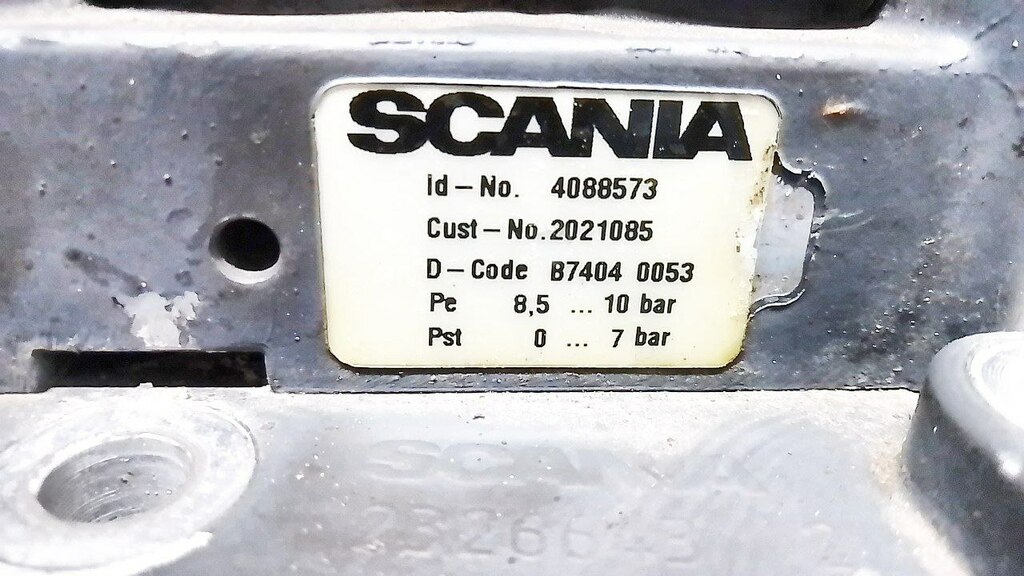 SCANIA
Id-No. 4088573
Cust-No. 2021085
D-Code B7404 0053
Pe 8,5 ... 10 bar
Pst 0 ... 7 bar
SCANIA